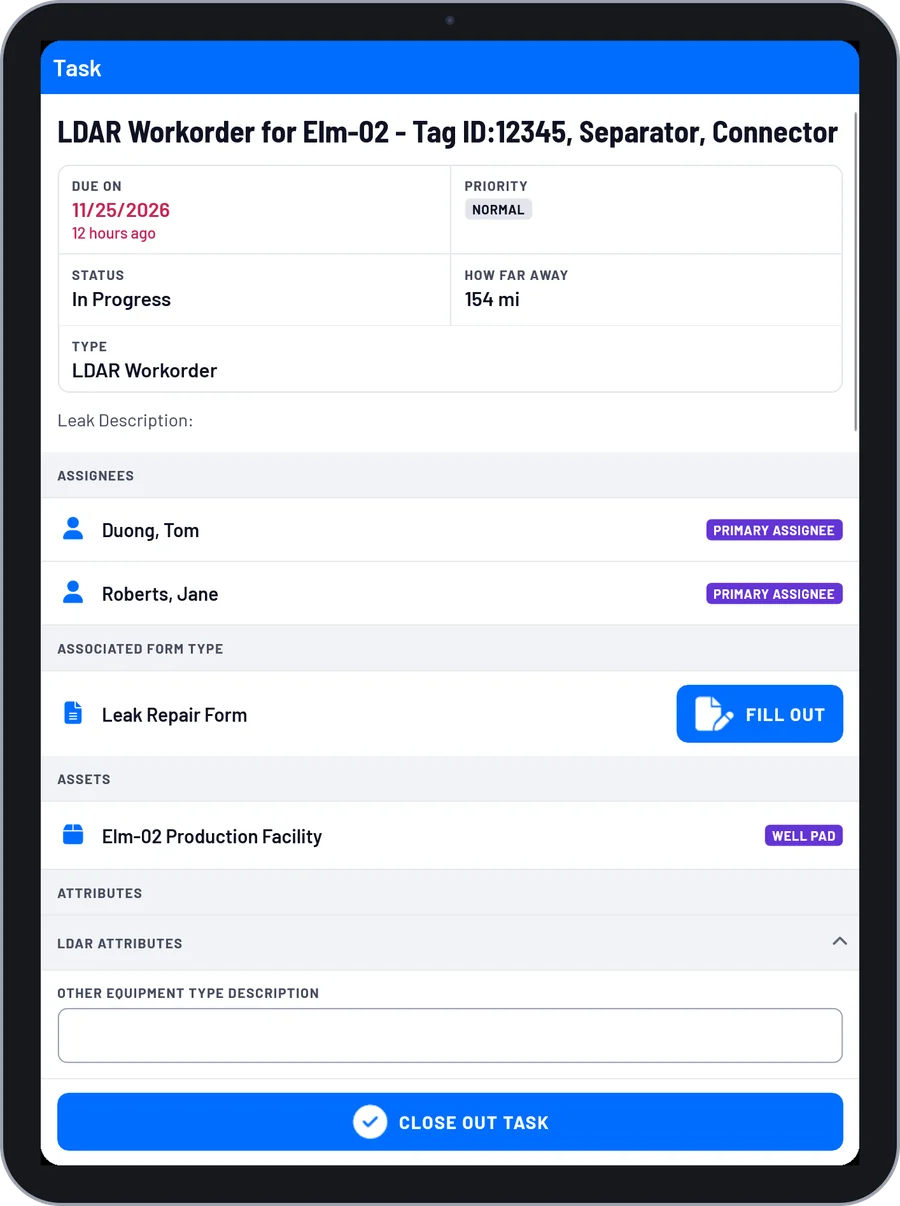 Task
LDAR Workorder for Elm-02 - Tag ID:12345, Separator, Connector
DUE ON
11/25/2026
12 hours ago
PRIORITY
NORMAL
STATUS
In Progress
HOW FAR AWAY
154 mi
TYPE
LDAR Workorder
Leak Description:
ASSIGNEES
Duong, Tom
PRIMARY ASSIGNEE
Roberts, Jane
PRIMARY ASSIGNEE
ASSOCIATED FORM TYPE
Leak Repair Form
FILL OUT
ASSETS
Elm-02 Production Facility
WELL PAD
ATTRIBUTES
LDAR ATTRIBUTES
OTHER EQUIPMENT TYPE DESCRIPTION
CLOSE OUT TASK